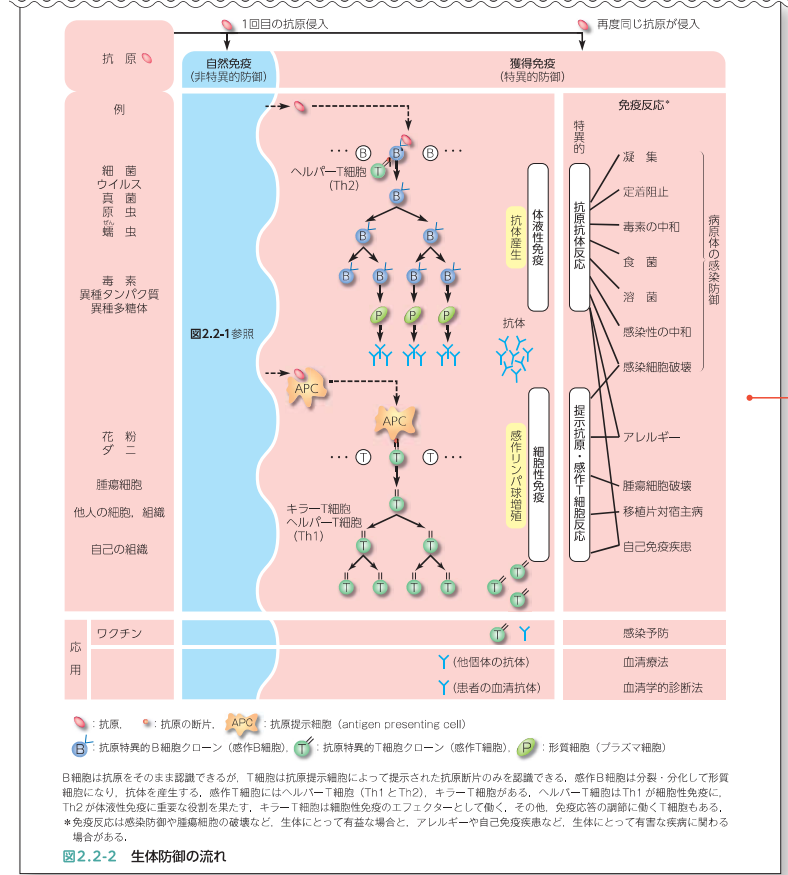 1回目の抗原侵入
再度同じ抗原が侵入
抗　原
自然免疫
（非特異的防御）
獲得免疫
（特異的防御）
例
細　菌
ウイルス
真　菌
原　虫
ぜん
蠕　虫
毒　素
異種タンパク質
異種多糖体
花　粉
ダ　ニ
腫瘍細胞
他人の細胞，組織
自己の組織
図2.2-1参照
･･･ B B B ･･･
T
ヘルパーT細胞
（Th2）
B
B B
B B B B
P P P
抗体産生
体液性免疫
抗体
APC
APC
･･･ T T T ･･･
キラーT細胞
ヘルパーT細胞
（Th1）
T
T T
T T T T
感作リンパ球増殖
細胞性免疫
T
T
T
免疫反応*
特異的
抗原抗体反応
凝　集
定着阻止
毒素の中和
食　菌
溶　菌
感染性の中和
感染細胞破壊
病原体の感染防御
提示抗原・感作T細胞反応
アレルギー
腫瘍細胞破壊
移植片対宿主病
自己免疫疾患
応用
ワクチン
T
感染予防
（他個体の抗体）
血清療法
（患者の血清抗体）
血清学的診断法
：抗原， ：抗原の断片， APC ：抗原提示細胞（antigen presenting cell）
B ：抗原特異的B細胞クローン（感作B細胞）， T ：抗原特異的T細胞クローン（感作T細胞）， P ：形質細胞（プラズマ細胞）
B細胞は抗原をそのまま認識できるが，T細胞は抗原提示細胞によって提示された抗原断片のみを認識できる．感作B細胞は分裂・分化して形質
細胞になり，抗体を産生する．感作T細胞にはヘルパーT細胞（Th1とTh2），キラーT細胞がある．ヘルパーT細胞はTh1が細胞性免疫に，
Th2が体液性免疫に重要な役割を果たす．キラーT細胞は細胞性免疫のエフェクターとして働く．その他，免疫応答の調節に働くT細胞もある．
＊免疫反応は感染防御や腫瘍細胞の破壊など，生体にとって有益な場合と，アレルギーや自己免疫疾患など，生体にとって有害な疾病に関わる
場合がある．
図2.2-2　生体防御の流れ